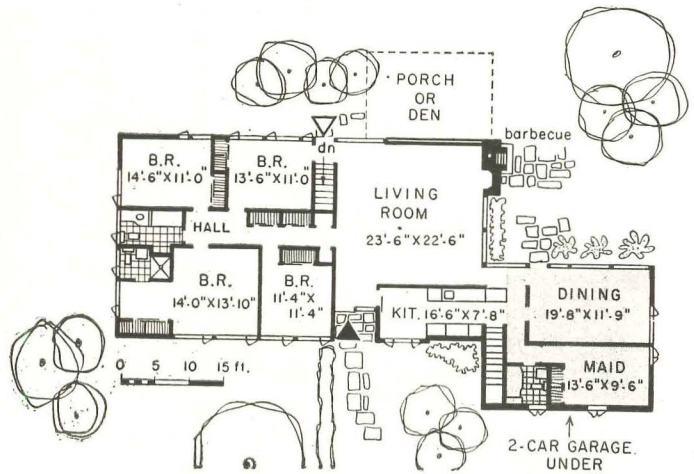 PORCH
OR
DEN
barbecue
dn
B.R.
14'-6"X11'-0"
B.R.
13'-6"X11'-0
LIVING
ROOM
23'-6"X22'-6"
HALL
B.R.
14'-0"X13'-10"
B.R.
11'-4"X
11'-4"
KIT. 16'-6"X7'-8"
DINING
19'-8"X11'-9"
MAID
13'-6"X9'-6"
0 5 10 15 ft.
2-CAR GARAGE
UNDER